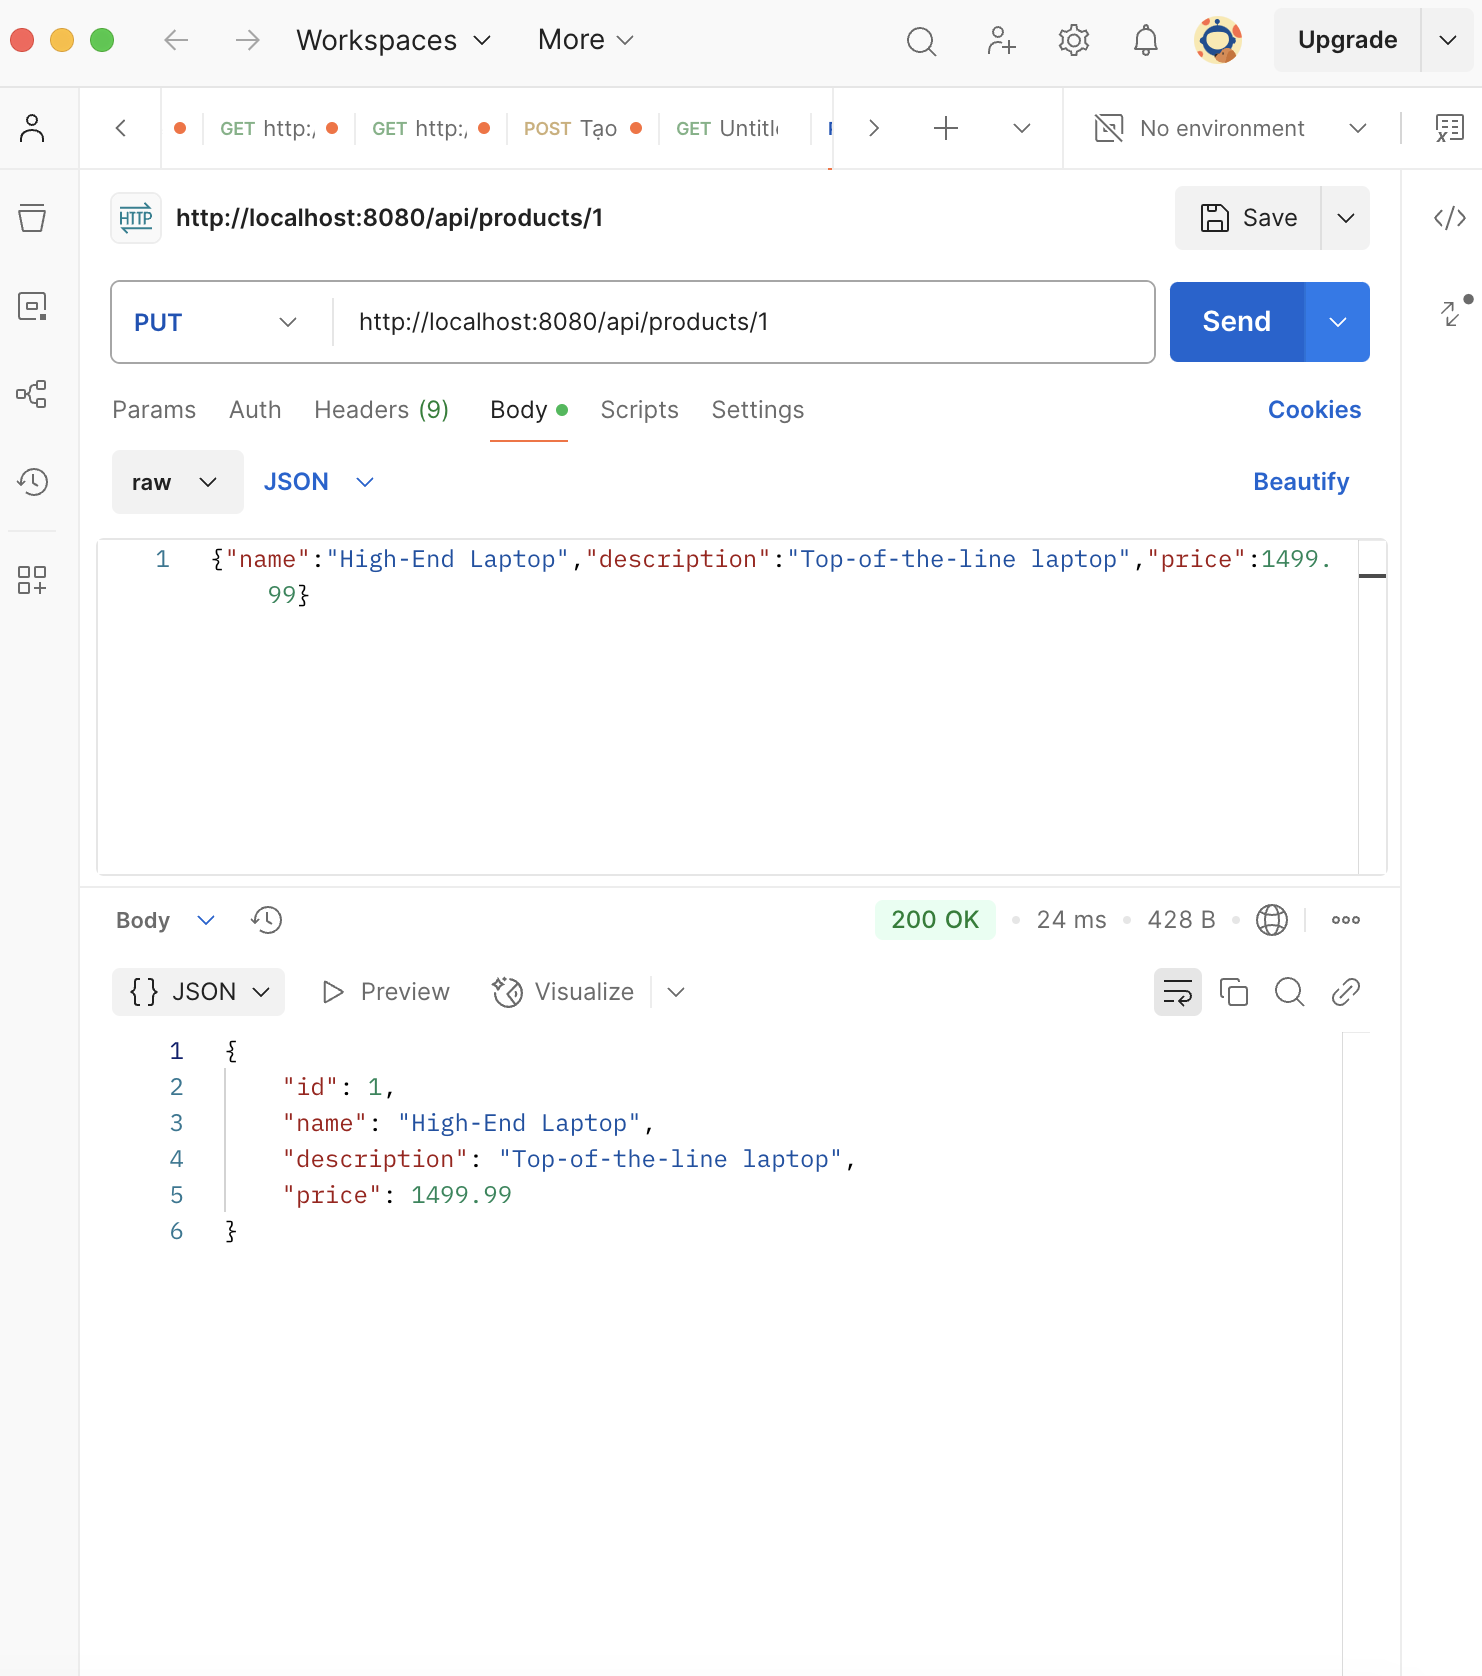 Workspaces More Upgrade
GET http:/ GET http:/ POST Tạo GET Untitl No environment
HTTP http://localhost:8080/api/products/1 Save
PUT http://localhost:8080/api/products/1 Send
Params Auth Headers (9) Body Scripts Settings Cookies
raw JSON Beautify
1 {"name":"High-End Laptop","description":"Top-of-the-line laptop","price":1499.
99}
Body 200 OK 24 ms 428 B
{} JSON Preview Visualize
1 {
2 "id": 1,
3 "name": "High-End Laptop",
4 "description": "Top-of-the-line laptop",
5 "price": 1499.99
6 }